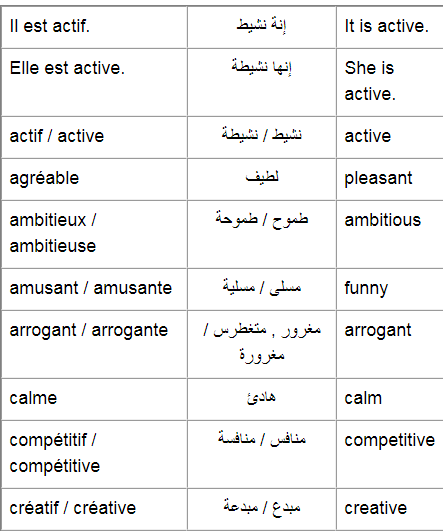 Il est actif. إنة نشيط It is active.
Elle est active. إنها نشيطة She is
active.
actif / active نشيط / نشيطة active
agréable لطيف pleasant
ambitieux / طموح / طموحة ambitious
ambitieuse
amusant / amusante مسلى / مسلية funny
arrogant / arrogante مغرور , متغطرس / arrogant
مغرورة
calme هادئ calm
compétitif / منافس / منافسة competitive
compétitive
créatif / créative مبدع / مبدعة creative